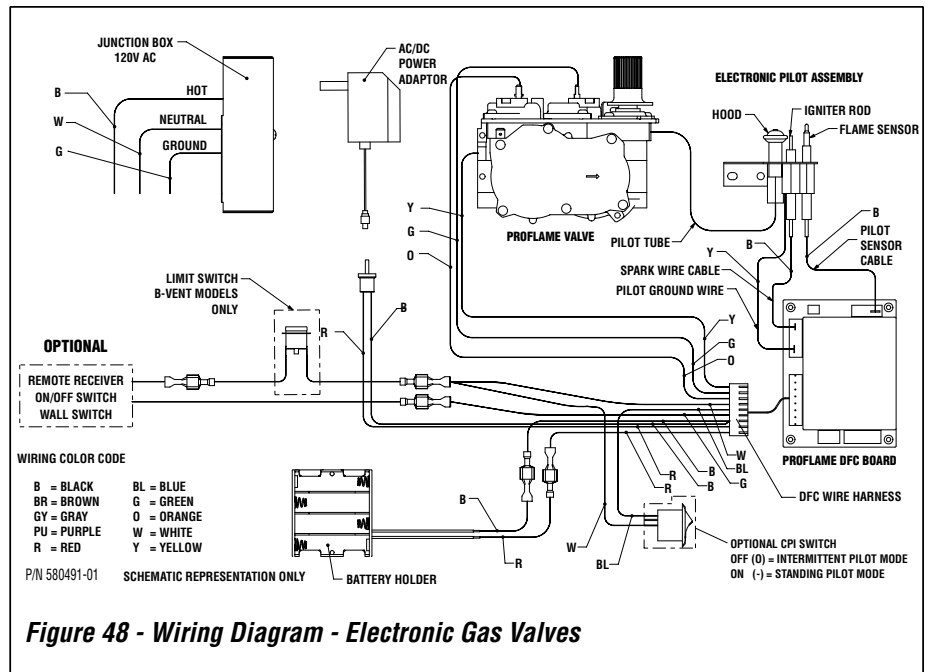 JUNCTION BOX
120V AC
HOT
B
NEUTRAL
W
GROUND
G
AC/DC
POWER
ADAPTOR
ELECTRONIC PILOT ASSEMBLY
HOOD
IGNITER ROD
FLAME SENSOR
Y
G
O
PROFLAME VALVE
PILOT TUBE
B
PILOT
SENSOR
CABLE
B
Y
SPARK WIRE CABLE
PILOT GROUND WIRE
LIMIT SWITCH
B-VENT MODELS
ONLY
R
B
Y
G
O
OPTIONAL
REMOTE RECEIVER
ON/OFF SWITCH
WALL SWITCH
PROFLAME DFC BOARD
W
BL
G
B
R
B
R
DFC WIRE HARNESS
WIRING COLOR CODE
B = BLACK
BR = BROWN
GY = GRAY
PU = PURPLE
R = RED
BL = BLUE
G = GREEN
O = ORANGE
W = WHITE
Y = YELLOW
B
R
W
BL
OPTIONAL CPI SWITCH
OFF (O) = INTERMITTENT PILOT MODE
ON (-) = STANDING PILOT MODE
P/N 580491-01
SCHEMATIC REPRESENTATION ONLY
BATTERY HOLDER
Figure 48 - Wiring Diagram - Electronic Gas Valves